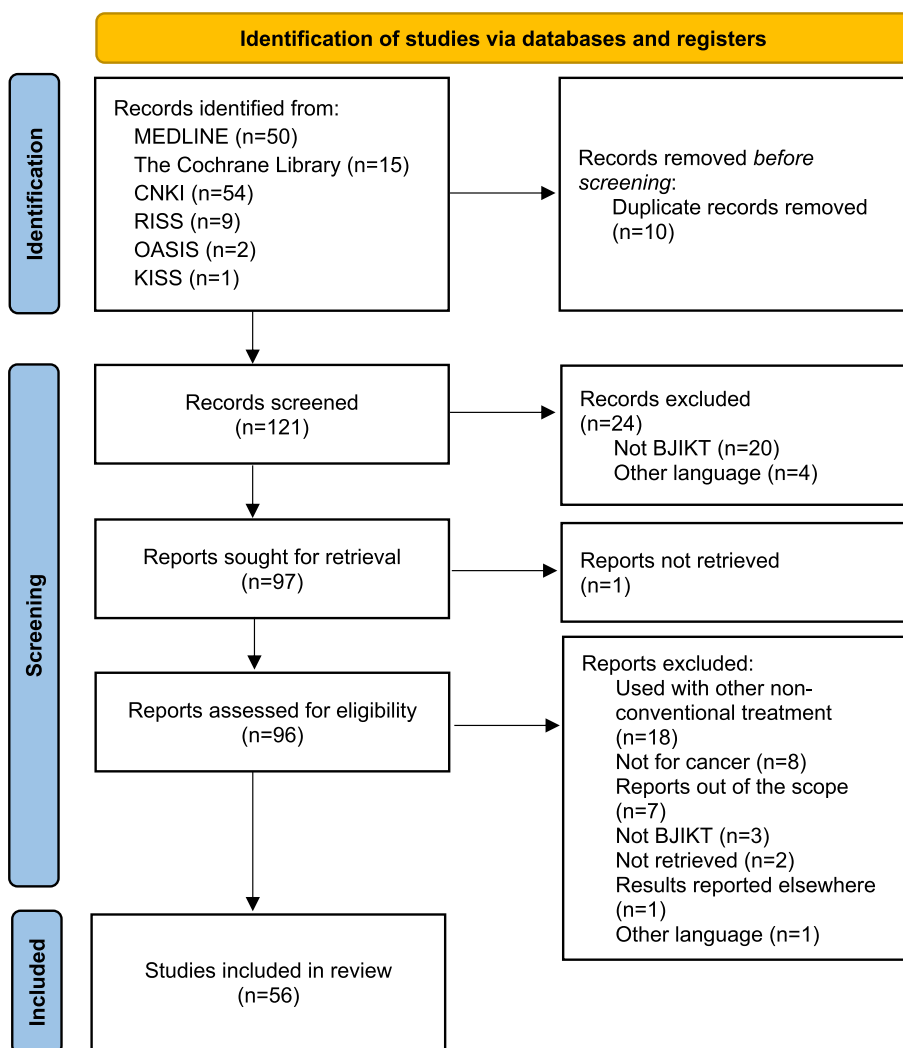 Identification of studies via databases and registers
Identification
Records identified from:
MEDLINE (n=50)
The Cochrane Library (n=15)
CNKI (n=54)
RISS (n=9)
OASIS (n=2)
KISS (n=1)
Records removed before
screening:
Duplicate records removed
(n=10)
Screening
Records screened
(n=121)
Records excluded
(n=24)
Not BJIKT (n=20)
Other language (n=4)
Reports sought for retrieval
(n=97)
Reports not retrieved
(n=1)
Reports assessed for eligibility
(n=96)
Reports excluded:
Used with other non-
conventional treatment
(n=18)
Not for cancer (n=8)
Reports out of the scope
(n=7)
Not BJIKT (n=3)
Not retrieved (n=2)
Results reported elsewhere
(n=1)
Other language (n=1)
Included
Studies included in review
(n=56)